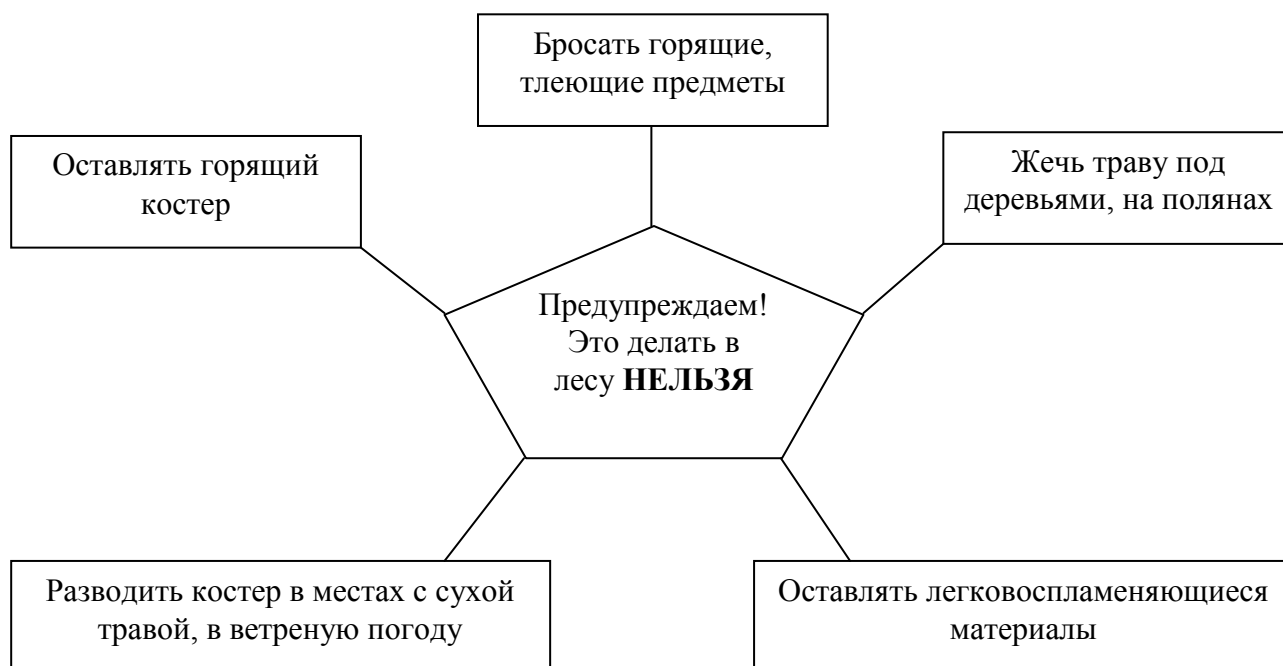 Бросать горящие,
тлеющие предметы
Оставлять горящий
костер
Жечь траву под
деревьями, на полянах
Предупреждаем!
Это делать в
лесу НЕЛЬЗЯ
Разводить костер в местах с сухой
травой, в ветреную погоду
Оставлять легковоспламеняющиеся
материалы